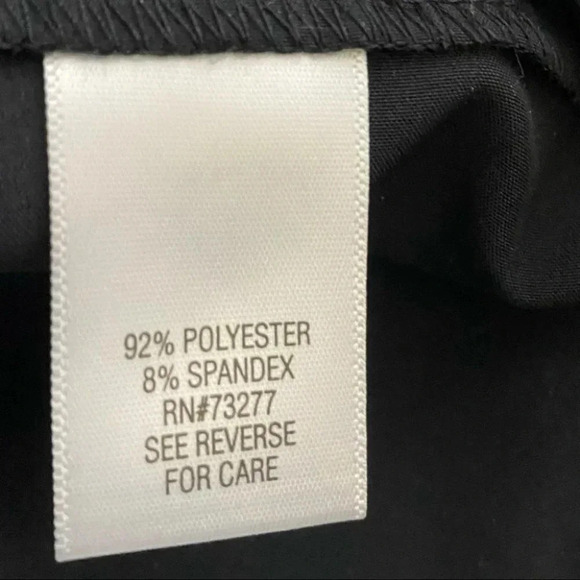 92% POLYESTER
8% SPANDEX
RN#73277
SEE REVERSE
FOR CARE